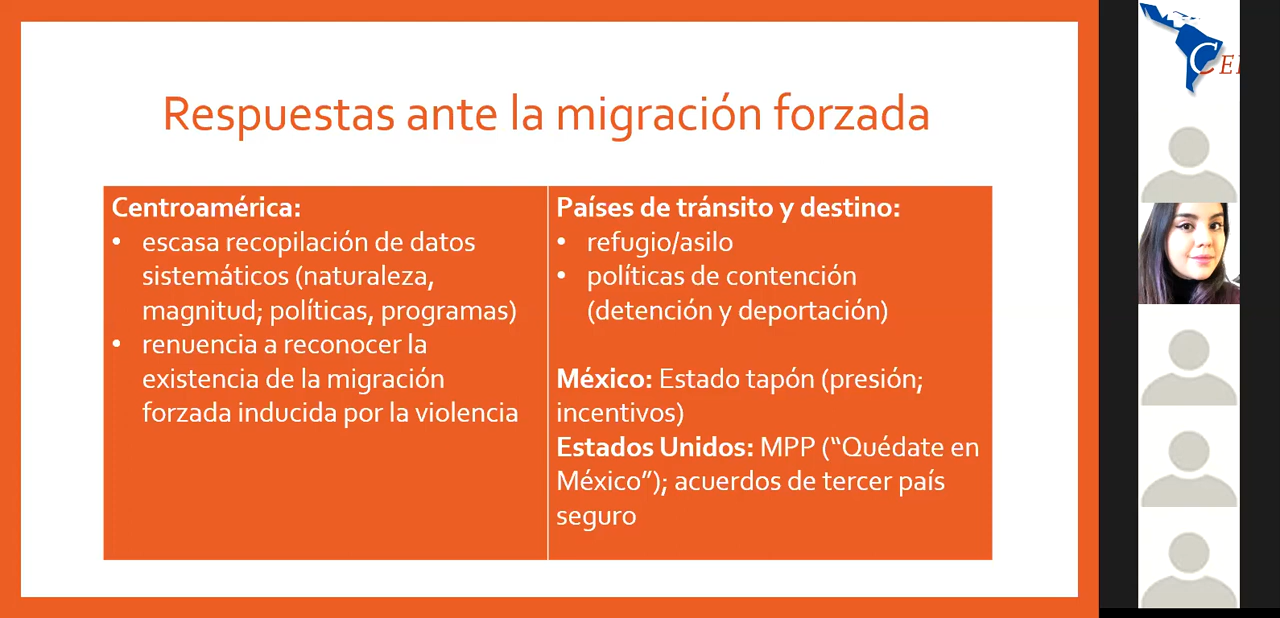 Respuestas ante la migración forzada
Centroamérica:
• escasa recopilación de datos
sistemáticos (naturaleza,
magnitud; políticas, programas)
• renuencia a reconocer la
existencia de la migración
forzada inducida por la violencia
Países de tránsito y destino:
• refugio/asilo
• políticas de contención
(detención y deportación)
México: Estado tapón (presión;
incentivos)
Estados Unidos: MPP (“Quédate en
México”); acuerdos de tercer país
seguro